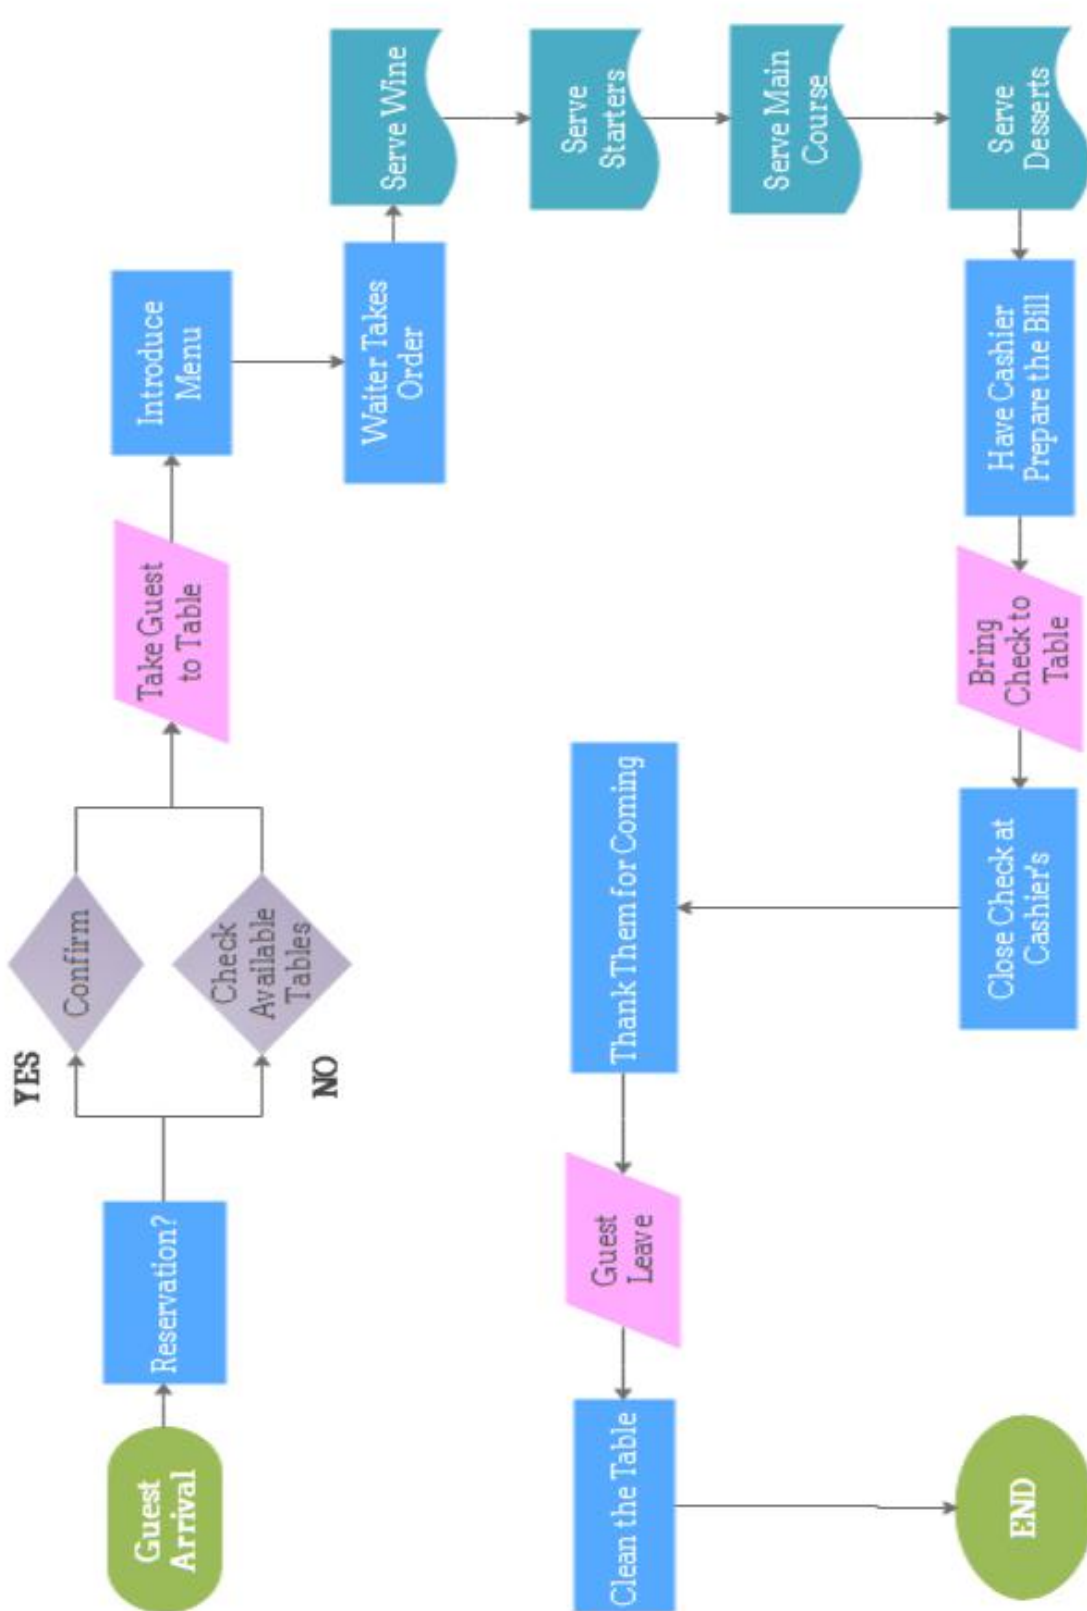 Guest
Arrival
Reservation?
YES
Confirm
NO
Check
Available
Tables
Take Guest
to Table
Introduce
Menu
Waiter Takes
Order
Serve Wine
Serve
Starters
Serve Main
Course
Serve
Desserts
Have Cashier
Prepare the Bill
Bring
Check to
Table
Close Check at
Cashier's
Thank Them for Coming
Guest
Leave
Clean the Table
END